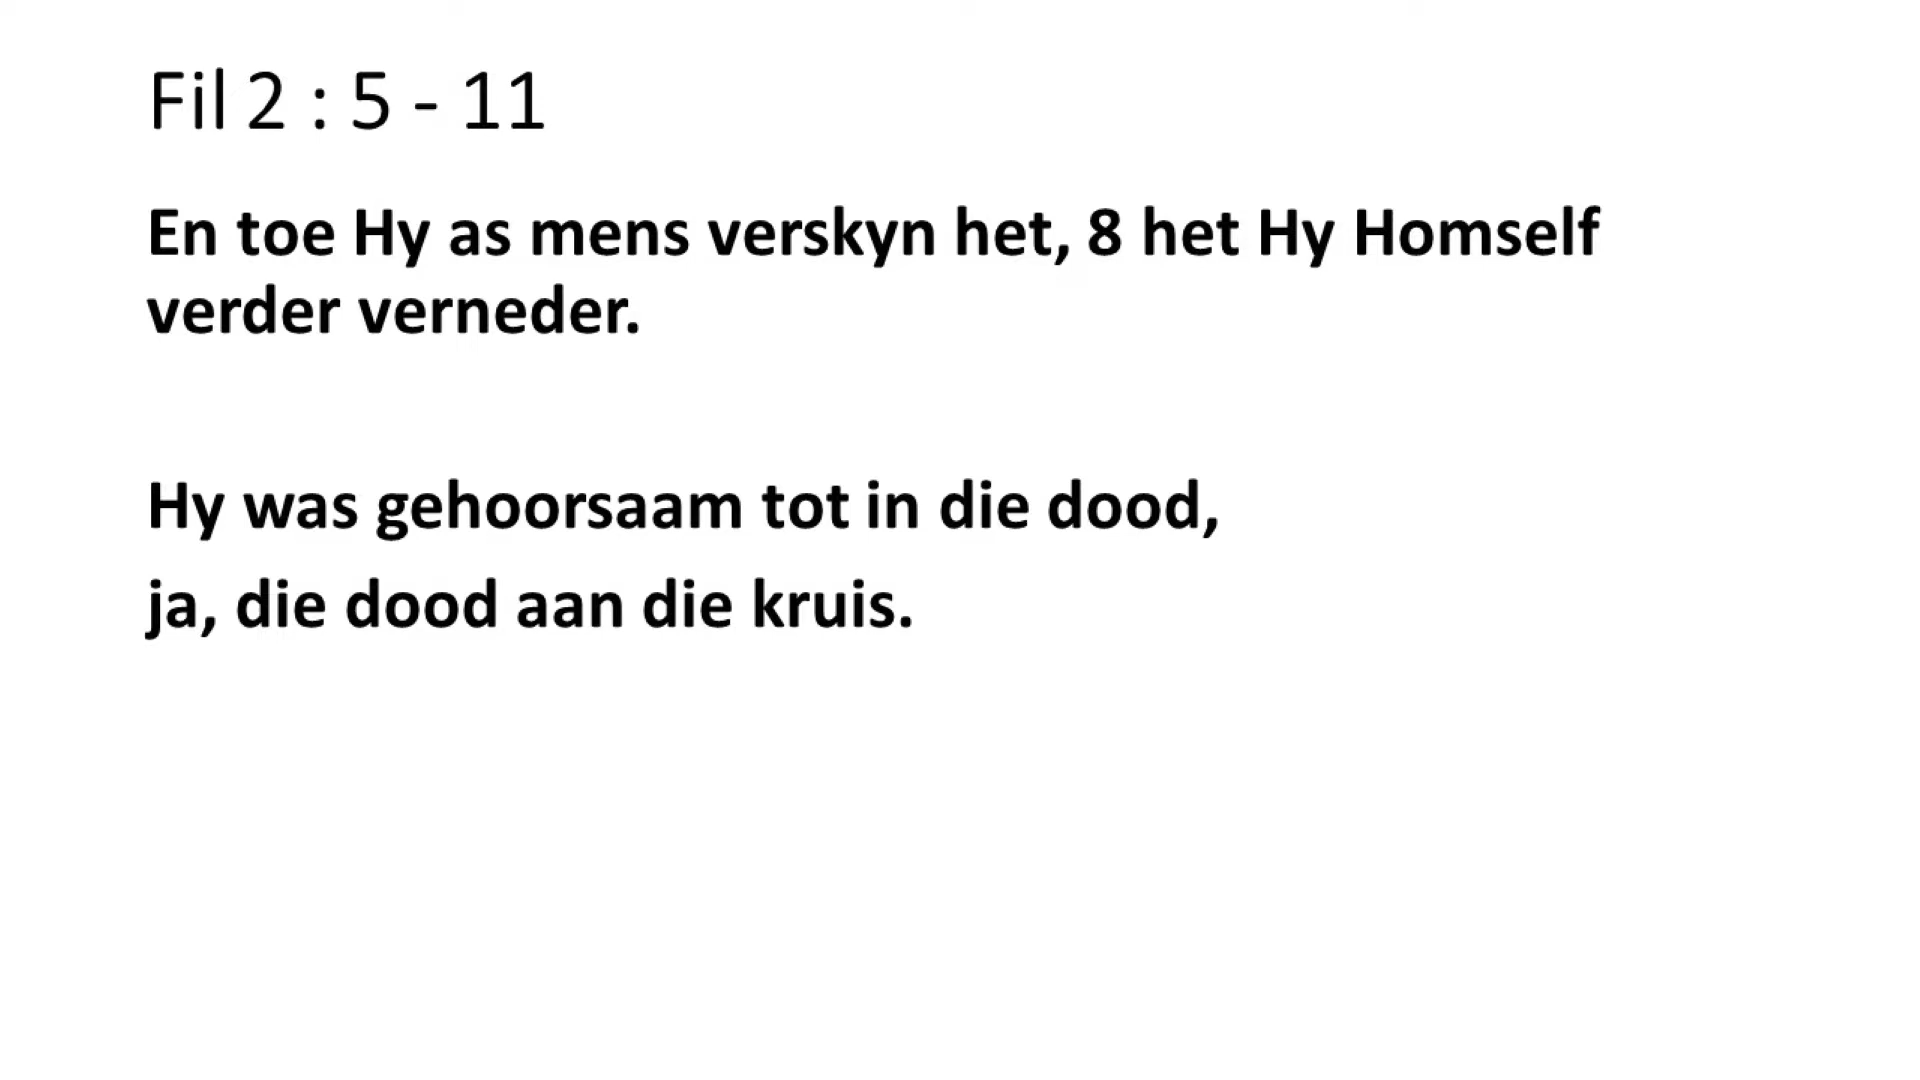 Fil 2 : 5 - 11
En toe Hy as mens verskyn het, 8 het Hy Homself
verder verneder.
Hy was gehoorsaam tot in die dood,
ja, die dood aan die kruis.